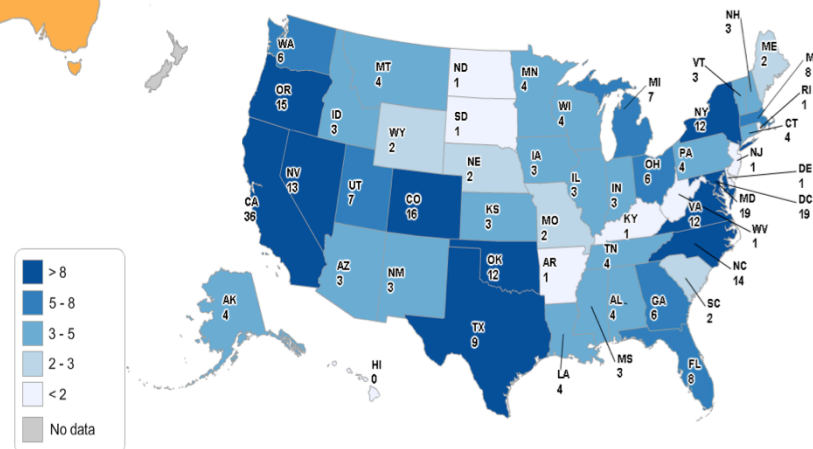 NH
3
ME
2
WA
6
VT
3
M
8
MT
4
ND
1
MN
4
MI
7
RI
1
OR
15
ID
3
SD
1
WI
4
NY
12
CT
4
WY
2
NJ
1
IA
3
PA
4
NE
2
OH
6
DE
1
NV
13
UT
7
IL
3
IN
3
MD
19
DC
19
CA
36
CO
16
KS
3
MO
2
KY
1
VA
12
WV
1
TN
4
NC
14
AZ
3
NM
3
OK
12
AR
1
SC
2
> 8
5 - 8
3 - 5
2 - 3
< 2
No data
AK
4
AL
4
GA
6
TX
9
MS
3
HI
0
LA
4
FL
8